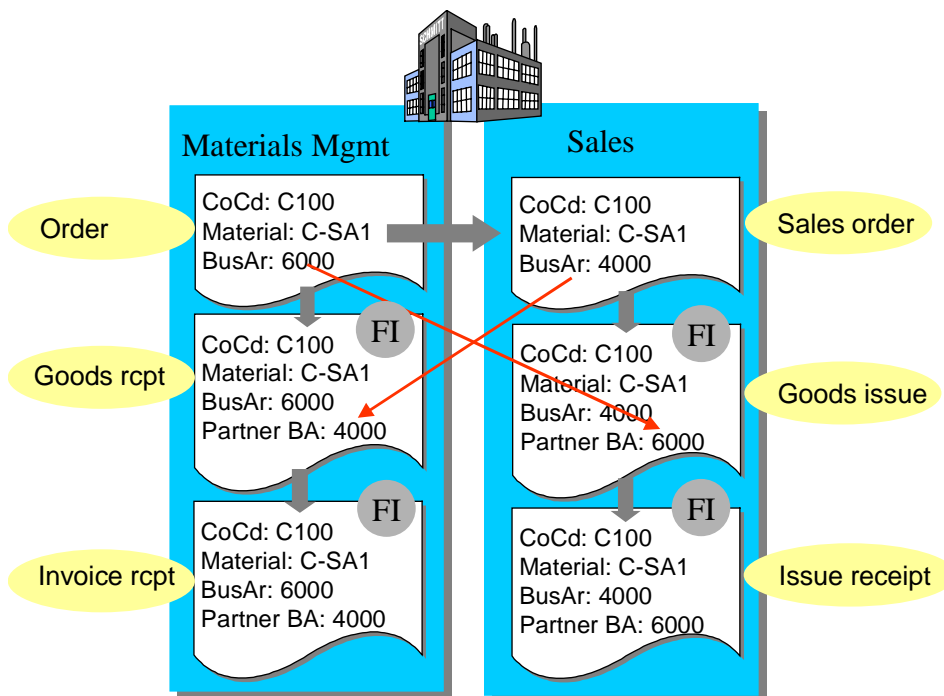 SCHMITT
Materials Mgmt
Sales
Order
CoCd: C100
Material: C-SA1
BusAr: 6000
CoCd: C100
Material: C-SA1
BusAr: 4000
Sales order
Goods rcpt
FI
CoCd: C100
Material: C-SA1
BusAr: 6000
Partner BA: 4000
FI
CoCd: C100
Material: C-SA1
BusAr: 4000
Partner BA: 6000
Goods issue
Invoice rcpt
FI
CoCd: C100
Material: C-SA1
BusAr: 6000
Partner BA: 4000
FI
CoCd: C100
Material: C-SA1
BusAr: 4000
Partner BA: 6000
Issue receipt